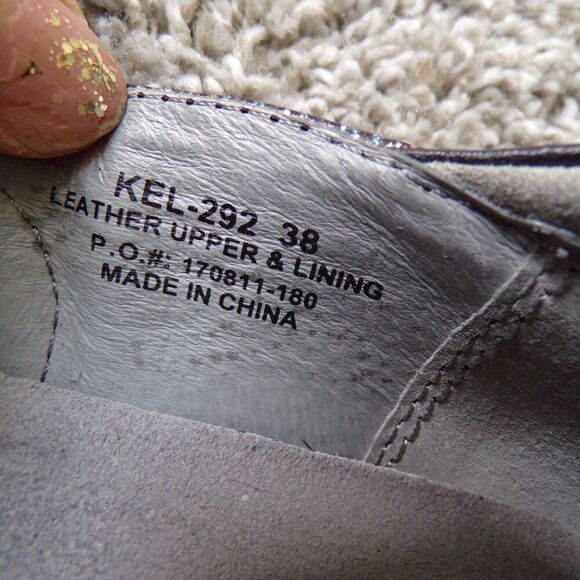 KEL-292 38
LEATHER UPPER & LINING
P.O.#: 170811-180
MADE IN CHINA